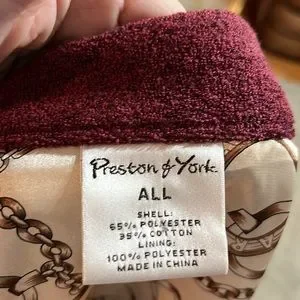 Preston & York
ALL
SHELL:
65% POLYESTER
35% COTTON
LINING:
100% POLYESTER
MADE IN CHINA